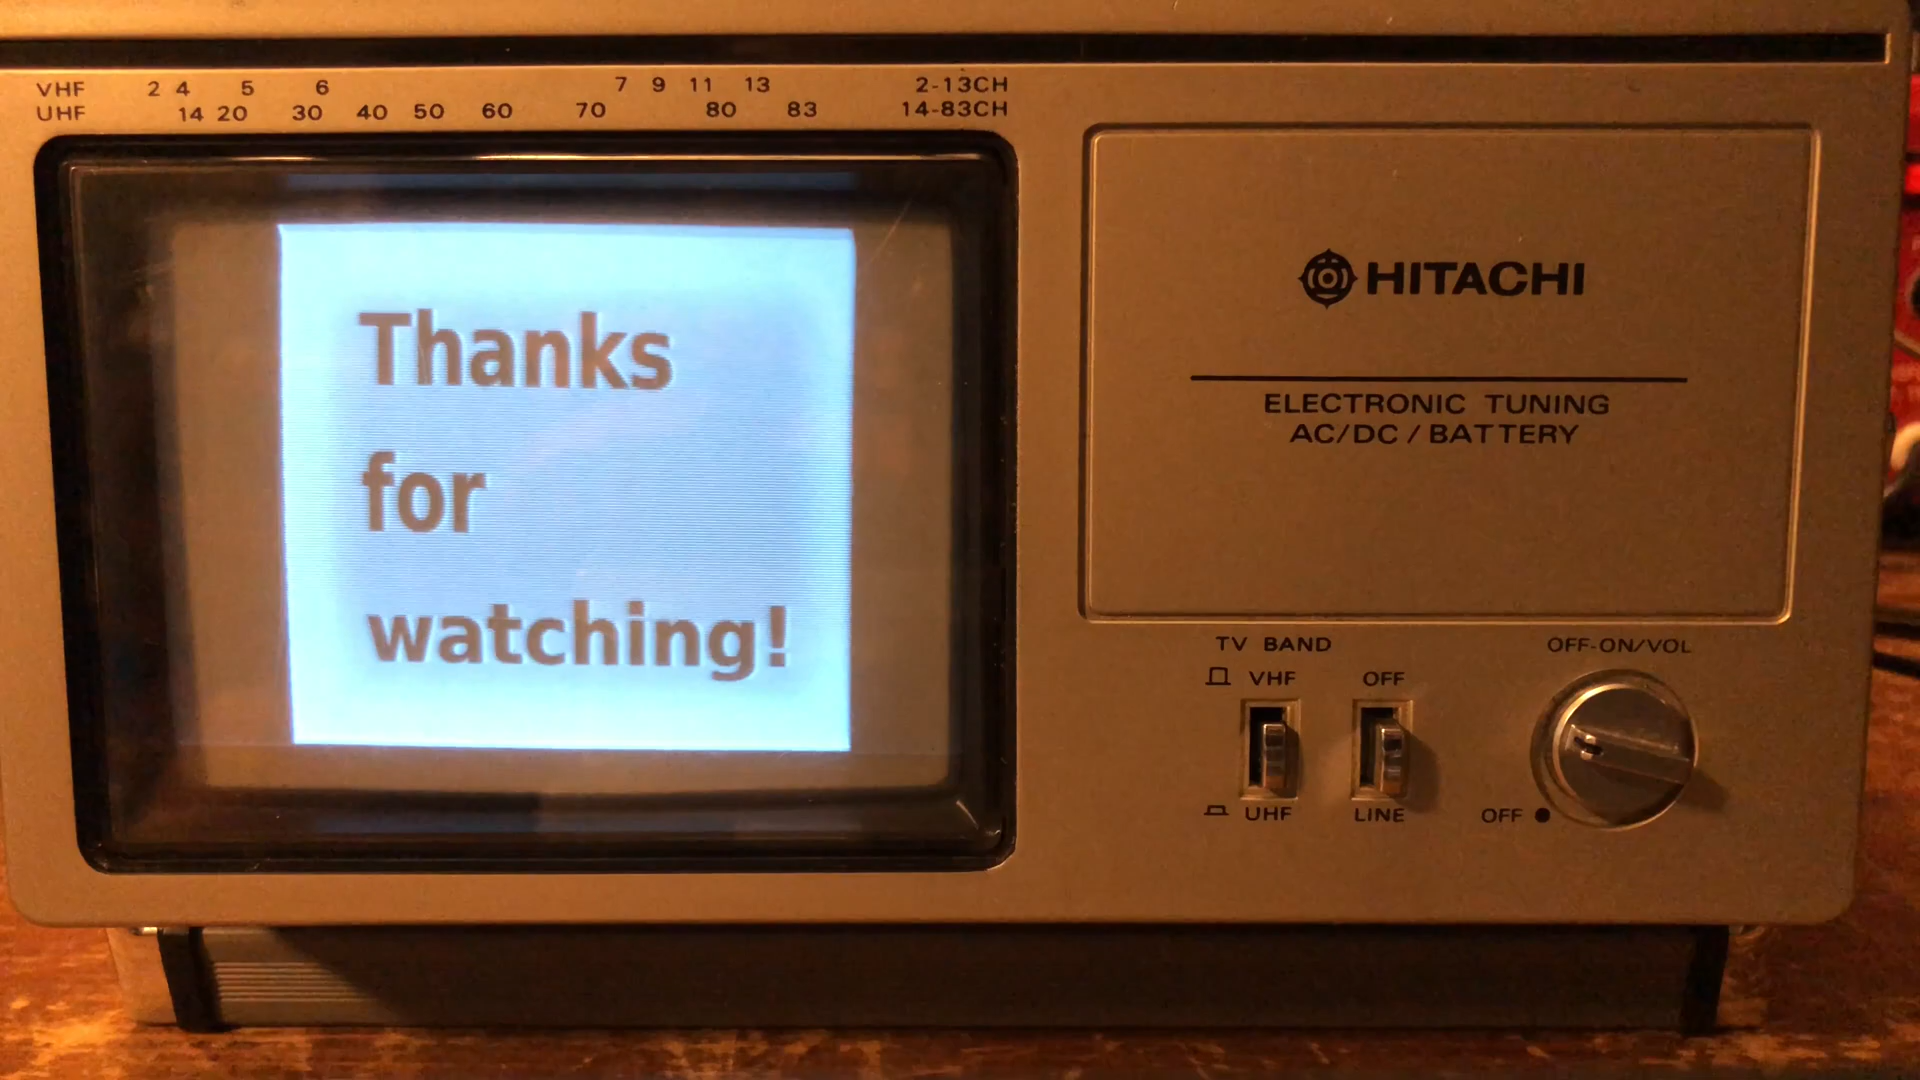 VHF 2 4 5 6 7 9 11 13 2-13CH
UHF 14 20 30 40 50 60 70 80 83 14-83CH
Thanks
for
watching!
HITACHI
ELECTRONIC TUNING
AC/DC / BATTERY
TV BAND
VHF
UHF
OFF
LINE
OFF-ON/VOL
OFF